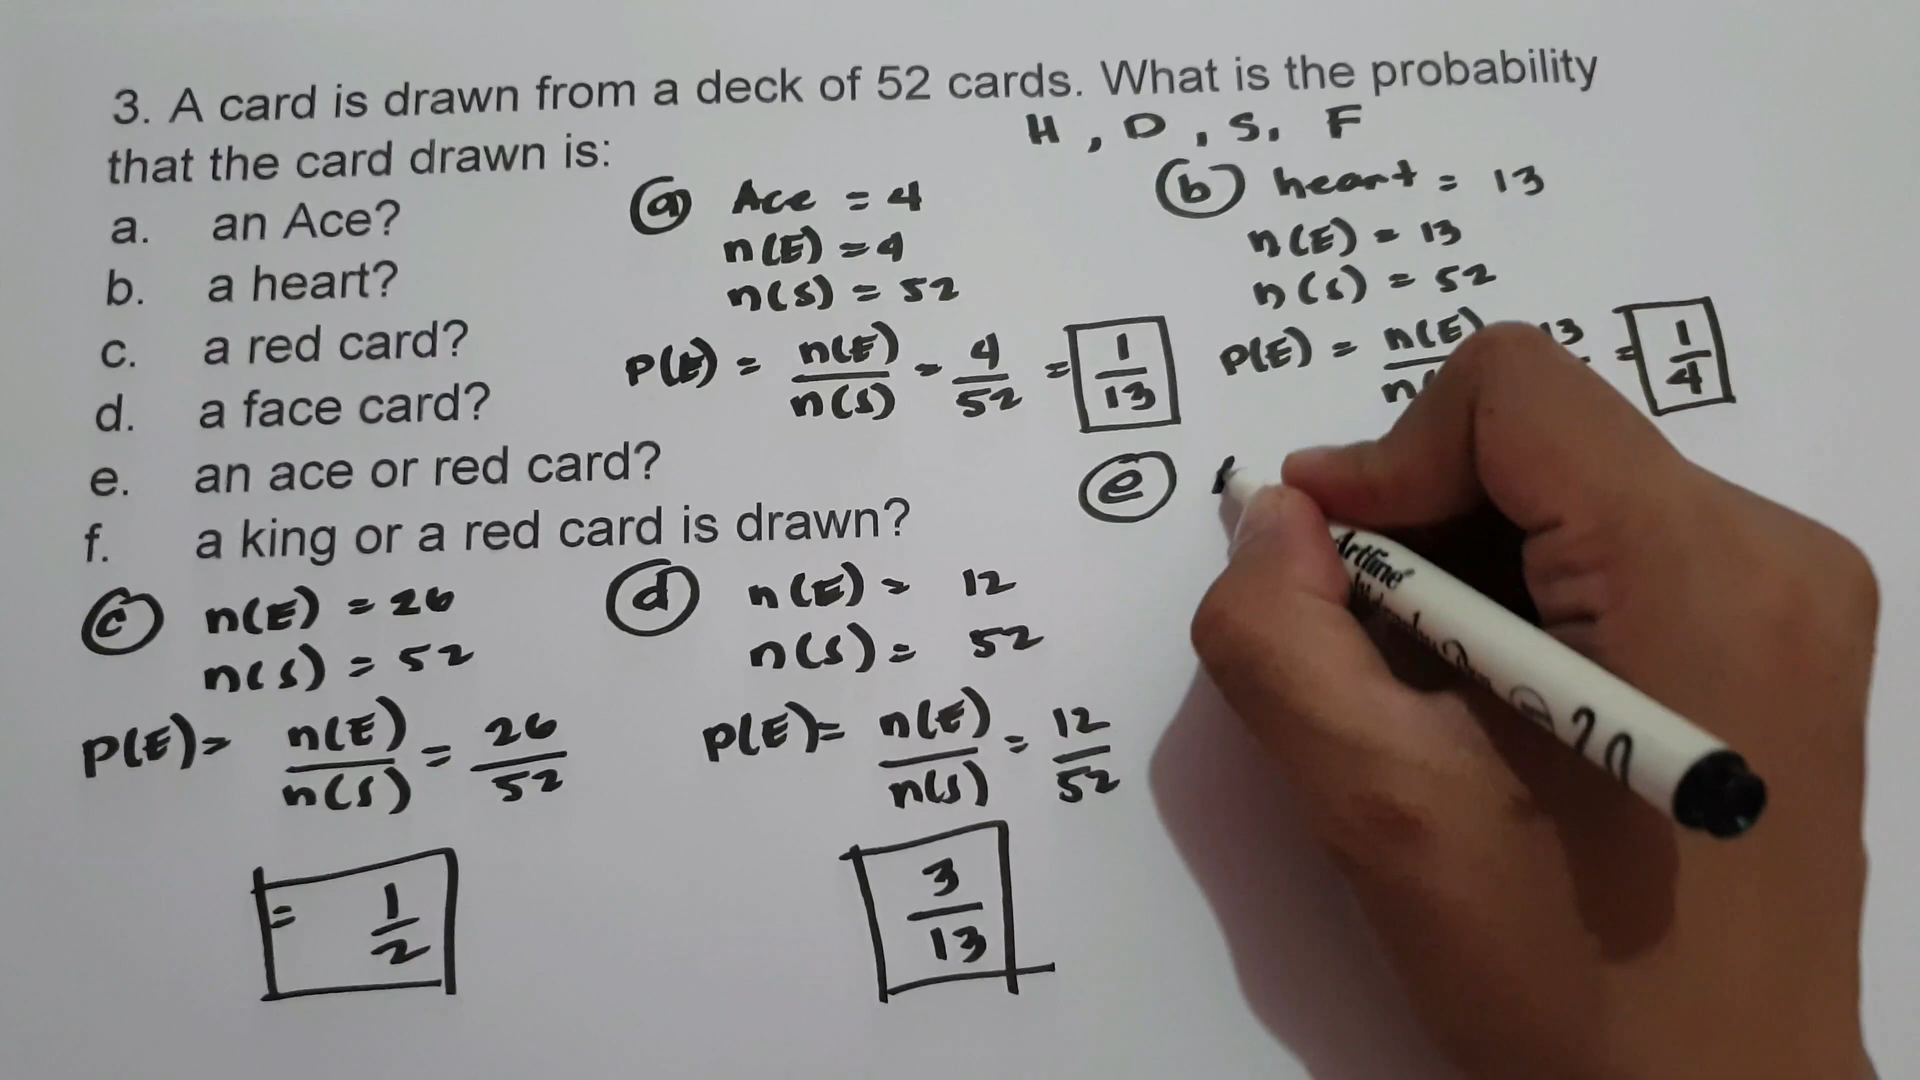 3. A card is drawn from a deck of 52 cards. What is the probability
that the card drawn is:
H, D, S, F
a. an Ace?
b. a heart?
c. a red card?
d. a face card?
e. an ace or red card?
f. a king or a red card is drawn?
a Ace = 4
n(E) = 4
n(S) = 52
P(E) = n(E)/n(S) = 4/52 = 1/13
b heart = 13
n(E) = 13
n(S) = 52
P(E) = n(E) 13 = 1/4
c n(E) = 26
n(S) = 52
P(E) = n(E)/n(S) = 26/52
= 1/2
d n(E) = 12
n(S) = 52
P(E) = n(E)/n(S) = 12/52
3/13
e
Artline